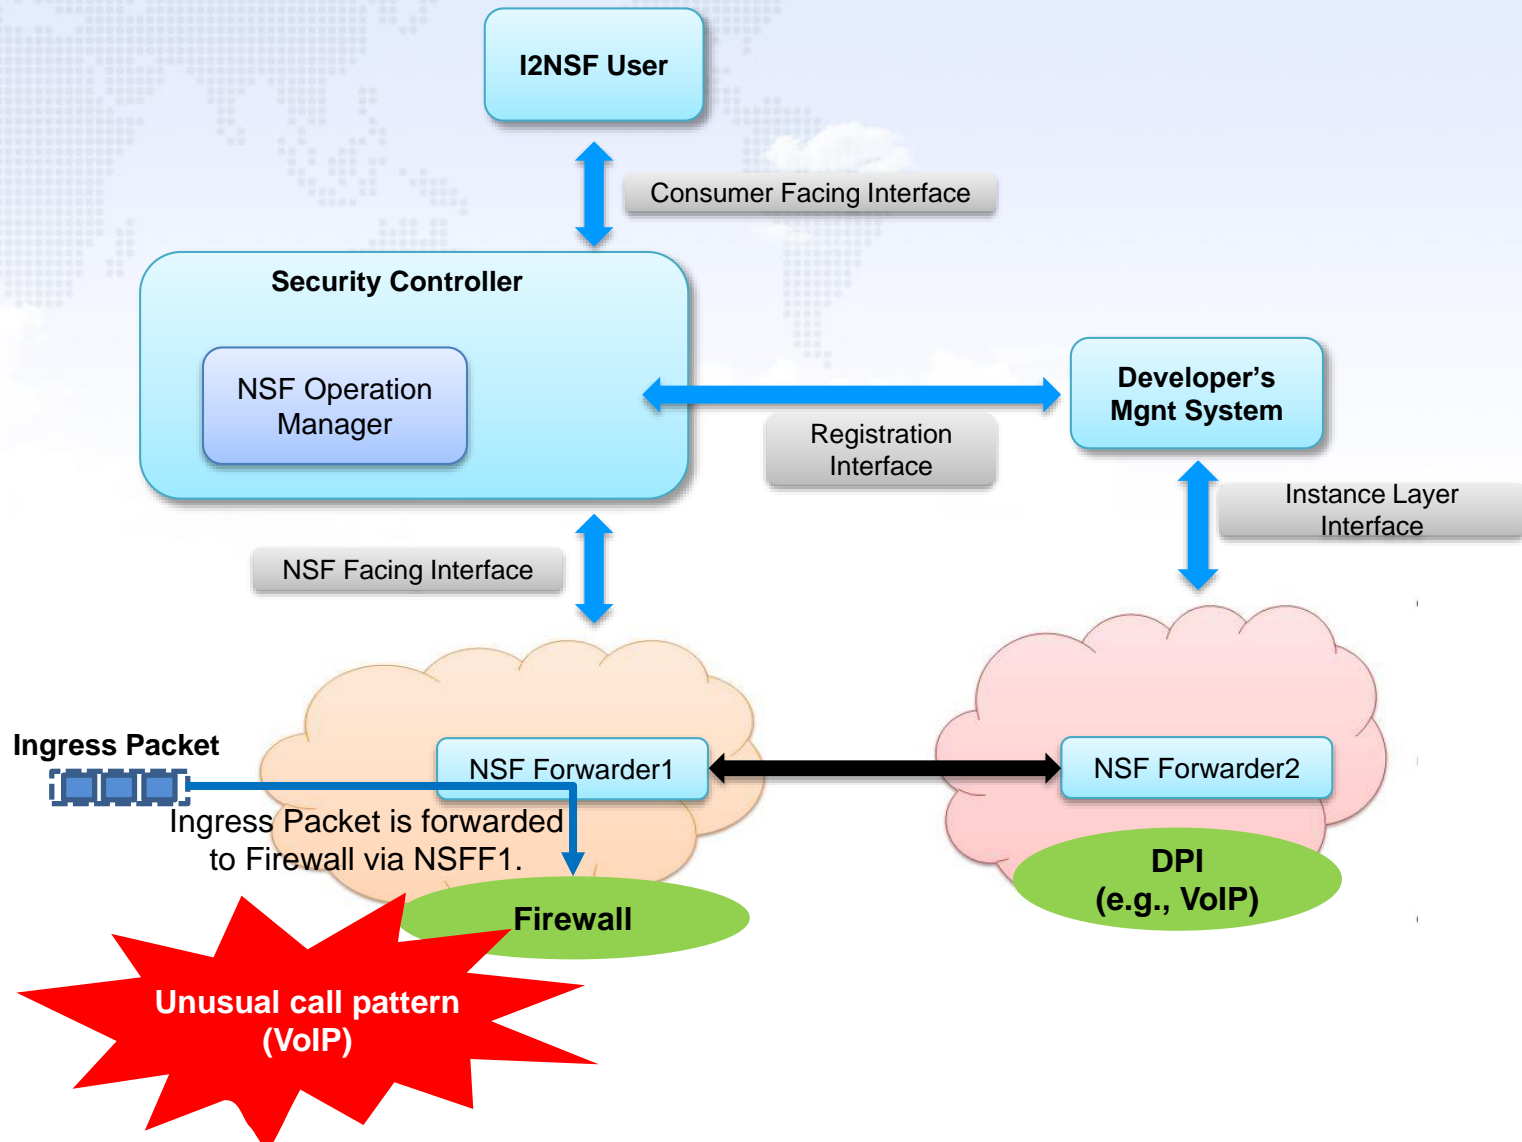 I2NSF User
Consumer Facing Interface
Security Controller
NSF Operation
Manager
Developer’s
Mgnt System
Registration
Interface
Instance Layer
Interface
NSF Facing Interface
Ingress Packet
NSF Forwarder1
NSF Forwarder2
Ingress Packet is forwarded
to Firewall via NSFF1.
DPI
(e.g., VoIP)
Firewall
Unusual call pattern
(VoIP)